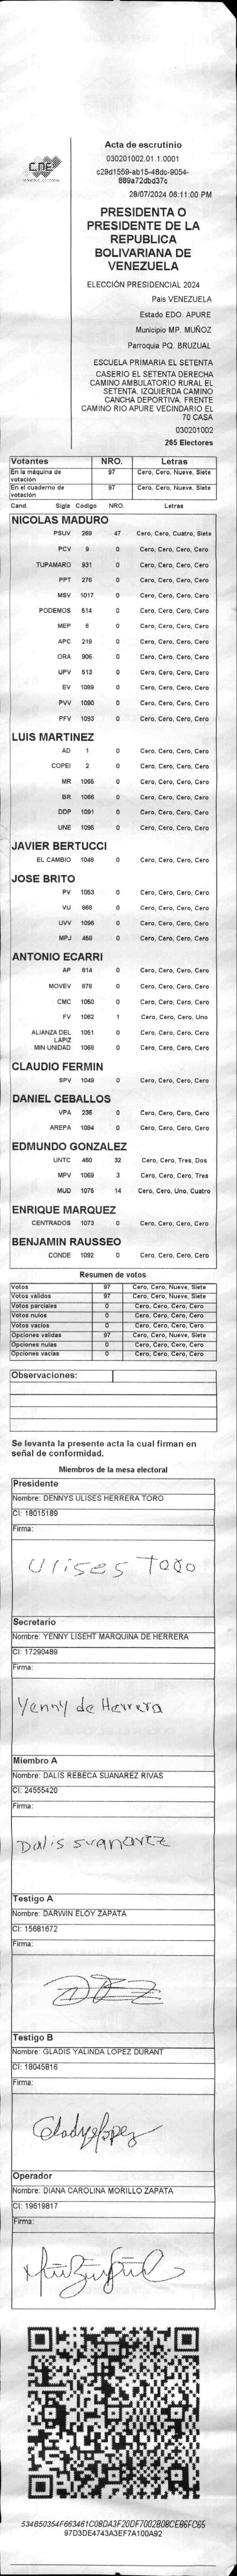 CNE
Acta de escrutinio
030201002.01.1.0001
c29d1559-ab15-48dc-9054-
889a72dbd37c
28/07/2024 06:11:00 PM
PRESIDENTA O
PRESIDENTE DE LA
REPUBLICA
BOLIVARIANA DE
VENEZUELA
ELECCIÓN PRESIDENCIAL 2024
Pais VENEZUELA
Estado EDO. APURE
Municipio MP. MUÑOZ
Parroquia PQ. BRUZUAL
ESCUELA PRIMARIA EL SETENTA
CASERIO EL SETENTA DERECHA
CAMINO AMBULATORIO RURAL EL
SETENTA. IZQUIERDA CAMINO
CANCHA DEPORTIVA. FRENTE
CAMINO RIO APURE VECINDARIO EL
70 CASA
030201002
265 Electores
Votantes NRO. Letras
En la máquina de votación 97 Cero, Cero, Nueve, Siete
En el cuaderno de votación 97 Cero, Cero, Nueve, Siete
Cand. Sigla Código NRO. Letras
NICOLAS MADURO
PSUV 269 47 Cero, Cero, Cuatro, Siete
PCV 9 0 Cero, Cero, Cero, Cero
TUPAMARO 931 0 Cero, Cero, Cero, Cero
PPT 276 0 Cero, Cero, Cero, Cero
MSV 1017 0 Cero, Cero, Cero, Cero
PODEMOS 514 0 Cero, Cero, Cero, Cero
MEP 6 0 Cero, Cero, Cero, Cero
APC 219 0 Cero, Cero, Cero, Cero
ORA 906 0 Cero, Cero, Cero, Cero
UPV 513 0 Cero, Cero, Cero, Cero
EV 1089 0 Cero, Cero, Cero, Cero
PVV 1090 0 Cero, Cero, Cero, Cero
PFV 1093 0 Cero, Cero, Cero, Cero
LUIS MARTINEZ
AD 1 0 Cero, Cero, Cero, Cero
COPEI 2 0 Cero, Cero, Cero, Cero
MR 1065 0 Cero, Cero, Cero, Cero
BR 1066 0 Cero, Cero, Cero, Cero
DDP 1091 0 Cero, Cero, Cero, Cero
UNE 1095 0 Cero, Cero, Cero, Cero
JAVIER BERTUCCI
EL CAMBIO 1048 0 Cero, Cero, Cero, Cero
JOSE BRITO
PV 1053 0 Cero, Cero, Cero, Cero
VU 868 0 Cero, Cero, Cero, Cero
UVV 1096 0 Cero, Cero, Cero, Cero
MPJ 458 0 Cero, Cero, Cero, Cero
ANTONIO ECARRI
AP 814 0 Cero, Cero, Cero, Cero
MOVEV 878 0 Cero, Cero, Cero, Cero
CMC 1050 0 Cero, Cero, Cero, Cero
FV 1062 1 Cero, Cero, Cero, Uno
ALIANZA DEL LAPIZ 1051 0 Cero, Cero, Cero, Cero
MIN UNIDAD 1068 0 Cero, Cero, Cero, Cero
CLAUDIO FERMIN
SPV 1049 0 Cero, Cero, Cero, Cero
DANIEL CEBALLOS
VPA 236 0 Cero, Cero, Cero, Cero
AREPA 1094 0 Cero, Cero, Cero, Cero
EDMUNDO GONZALEZ
UNTC 460 32 Cero, Cero, Tres, Dos
MPV 1069 3 Cero, Cero, Cero, Tres
MUD 1075 14 Cero, Cero, Uno, Cuatro
ENRIQUE MARQUEZ
CENTRADOS 1073 0 Cero, Cero, Cero, Cero
BENJAMIN RAUSSEO
CONDE 1092 0 Cero, Cero, Cero, Cero
Resumen de votos
Votos 97 Cero, Cero, Nueve, Siete
Votos validos 97 Cero, Cero, Nueve, Siete
Votos parciales 0 Cero, Cero, Cero, Cero
Votos nulos 0 Cero, Cero, Cero, Cero
Votos vacios 0 Cero, Cero, Cero, Cero
Opciones validas 97 Cero, Cero, Nueve, Siete
Opciones nulas 0 Cero, Cero, Cero, Cero
Opciones vacias 0 Cero, Cero, Cero, Cero
Observaciones:
Se levanta la presente acta la cual firman en
señal de conformidad.
Miembros de la mesa electoral
Presidente
Nombre: DENNYS ULISES HERRERA TORO
CI: 18015189
Firma:
Ulises Toro
Secretario
Nombre: YENNY LISEHT MARQUINA DE HERRERA
CI: 17290489
Firma:
Yenny de Herrera
Miembro A
Nombre: DALIS REBECA SUANAREZ RIVAS
CI: 24555420
Firma:
Dalis suanarez
Testigo A
Nombre: DARWIN ELOY ZAPATA
CI: 15681672
Firma:
Testigo B
Nombre: GLADIS YALINDA LOPEZ DURANT
CI: 18045816
Firma:
Gladys lopez
Operador
Nombre: DIANA CAROLINA MORILLO ZAPATA
CI: 19619817
Firma:
534B50354F663461C08DA3F20DF7002B08CE86FC65
97D3DE4743A3EF7A100A92